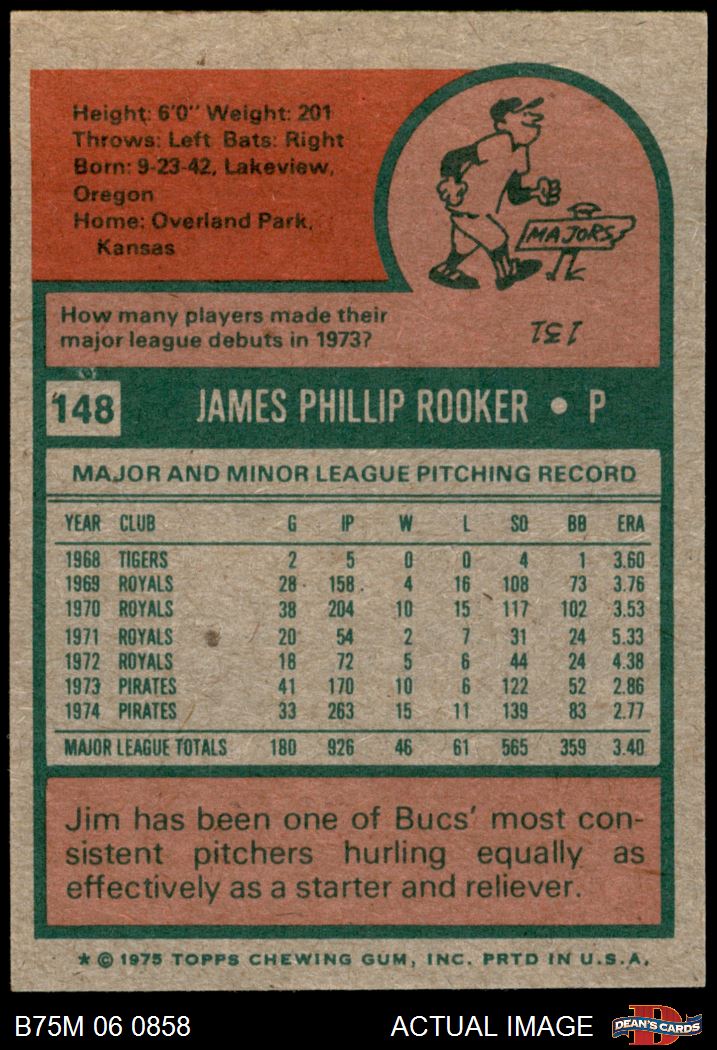 Height: 6'0" Weight: 201
Throws: Left Bats: Right
Born: 9-23-42, Lakeview,
Oregon
Home: Overland Park,
Kansas
MAJORS
How many players made their
major league debuts in 1973?
131
148 JAMES PHILLIP ROOKER • P
MAJOR AND MINOR LEAGUE PITCHING RECORD
YEAR CLUB G IP W L SO BB ERA
1968 TIGERS 2 5 0 0 4 1 3.60
1969 ROYALS 28 158 4 16 108 73 3.76
1970 ROYALS 38 204 10 15 117 102 3.53
1971 ROYALS 20 54 2 7 31 24 5.33
1972 ROYALS 18 72 5 6 44 24 4.38
1973 PIRATES 41 170 10 6 122 52 2.86
1974 PIRATES 33 263 15 11 139 83 2.77
MAJOR LEAGUE TOTALS 180 926 46 61 565 359 3.40
Jim has been one of Bucs' most con-
sistent pitchers hurling equally as
effectively as a starter and reliever.
* © 1975 TOPPS CHEWING GUM, INC. PRTD IN U.S.A.
B75M 06 0858 ACTUAL IMAGE D DEAN'S CARDS